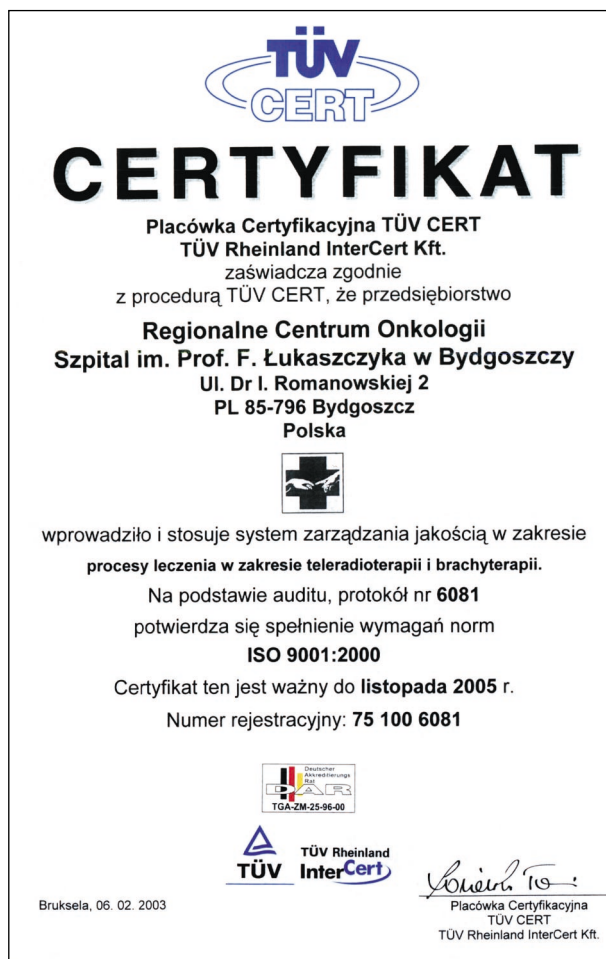 TÜV
CERT
CERTYFIKAT
Placówka Certyfikacyjna TÜV CERT
TÜV Rheinland InterCert Kft.
zaświadcza zgodnie
z procedurą TÜV CERT, że przedsiębiorstwo
Regionalne Centrum Onkologii
Szpital im. Prof. F. Łukaszczyka w Bydgoszczy
Ul. Dr I. Romanowskiej 2
PL 85-796 Bydgoszcz
Polska
wprowadziło i stosuje system zarządzania jakością w zakresie
procesy leczenia w zakresie teleradioterapii i brachyterapii.
Na podstawie auditu, protokół nr 6081
potwierdza się spełnienie wymagań norm
ISO 9001:2000
Certyfikat ten jest ważny do listopada 2005 r.
Numer rejestracyjny: 75 100 6081
Deutscher
Akkreditierungs
Rat
DAR
TGA-ZM-25-96-00
TÜV
TÜV Rheinland
InterCert
Bruksela, 06. 02. 2003
Placówka Certyfikacyjna
TÜV CERT
TÜV Rheinland InterCert Kft.